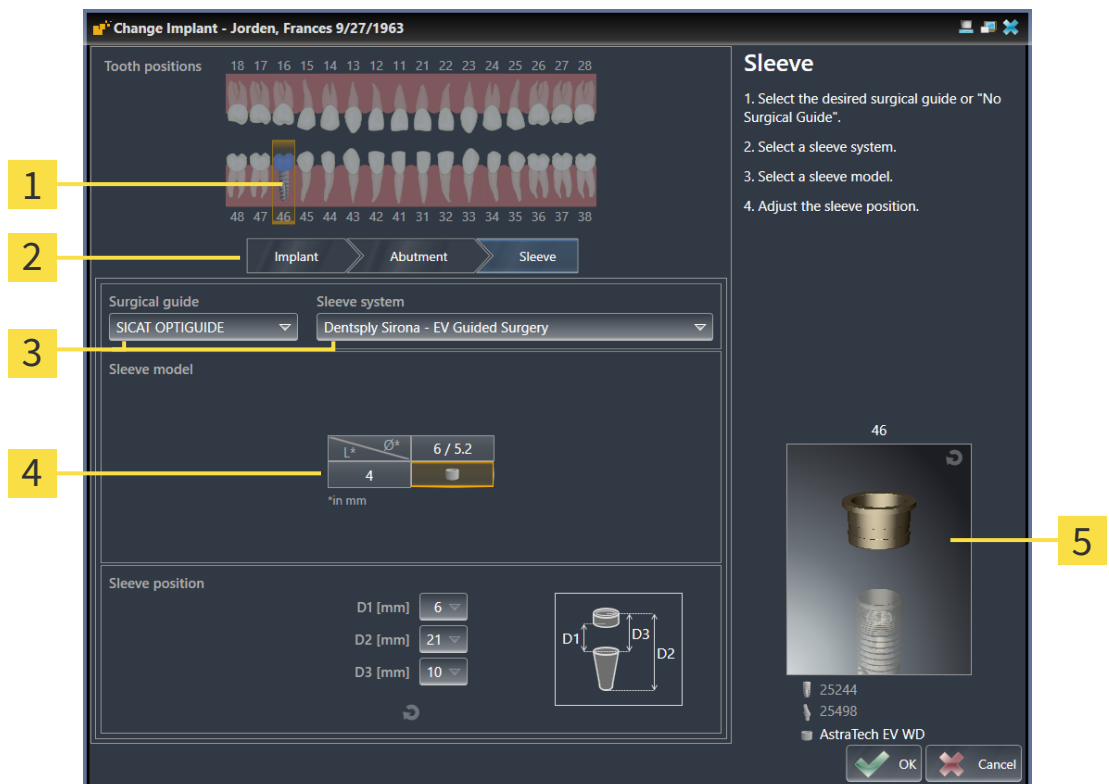 Change Implant - Jorden, Frances 9/27/1963
Tooth positions
18 17 16 15 14 13 12 11 21 22 23 24 25 26 27 28
48 47 46 45 44 43 42 41 31 32 33 34 35 36 37 38
1
2
Implant
Abutment
Sleeve
Surgical guide
Sleeve system
SICAT OPTIGUIDE
Dentsply Sirona - EV Guided Surgery
3
Sleeve model
L* Ø* 6 / 5.2
4
4
*in mm
Sleeve position
D1 [mm] 6
D2 [mm] 21
D3 [mm] 10
D1
D3
D2
Sleeve
1. Select the desired surgical guide or "No
Surgical Guide".
2. Select a sleeve system.
3. Select a sleeve model.
4. Adjust the sleeve position.
46
5
25244
25498
AstraTech EV WD
OK
Cancel